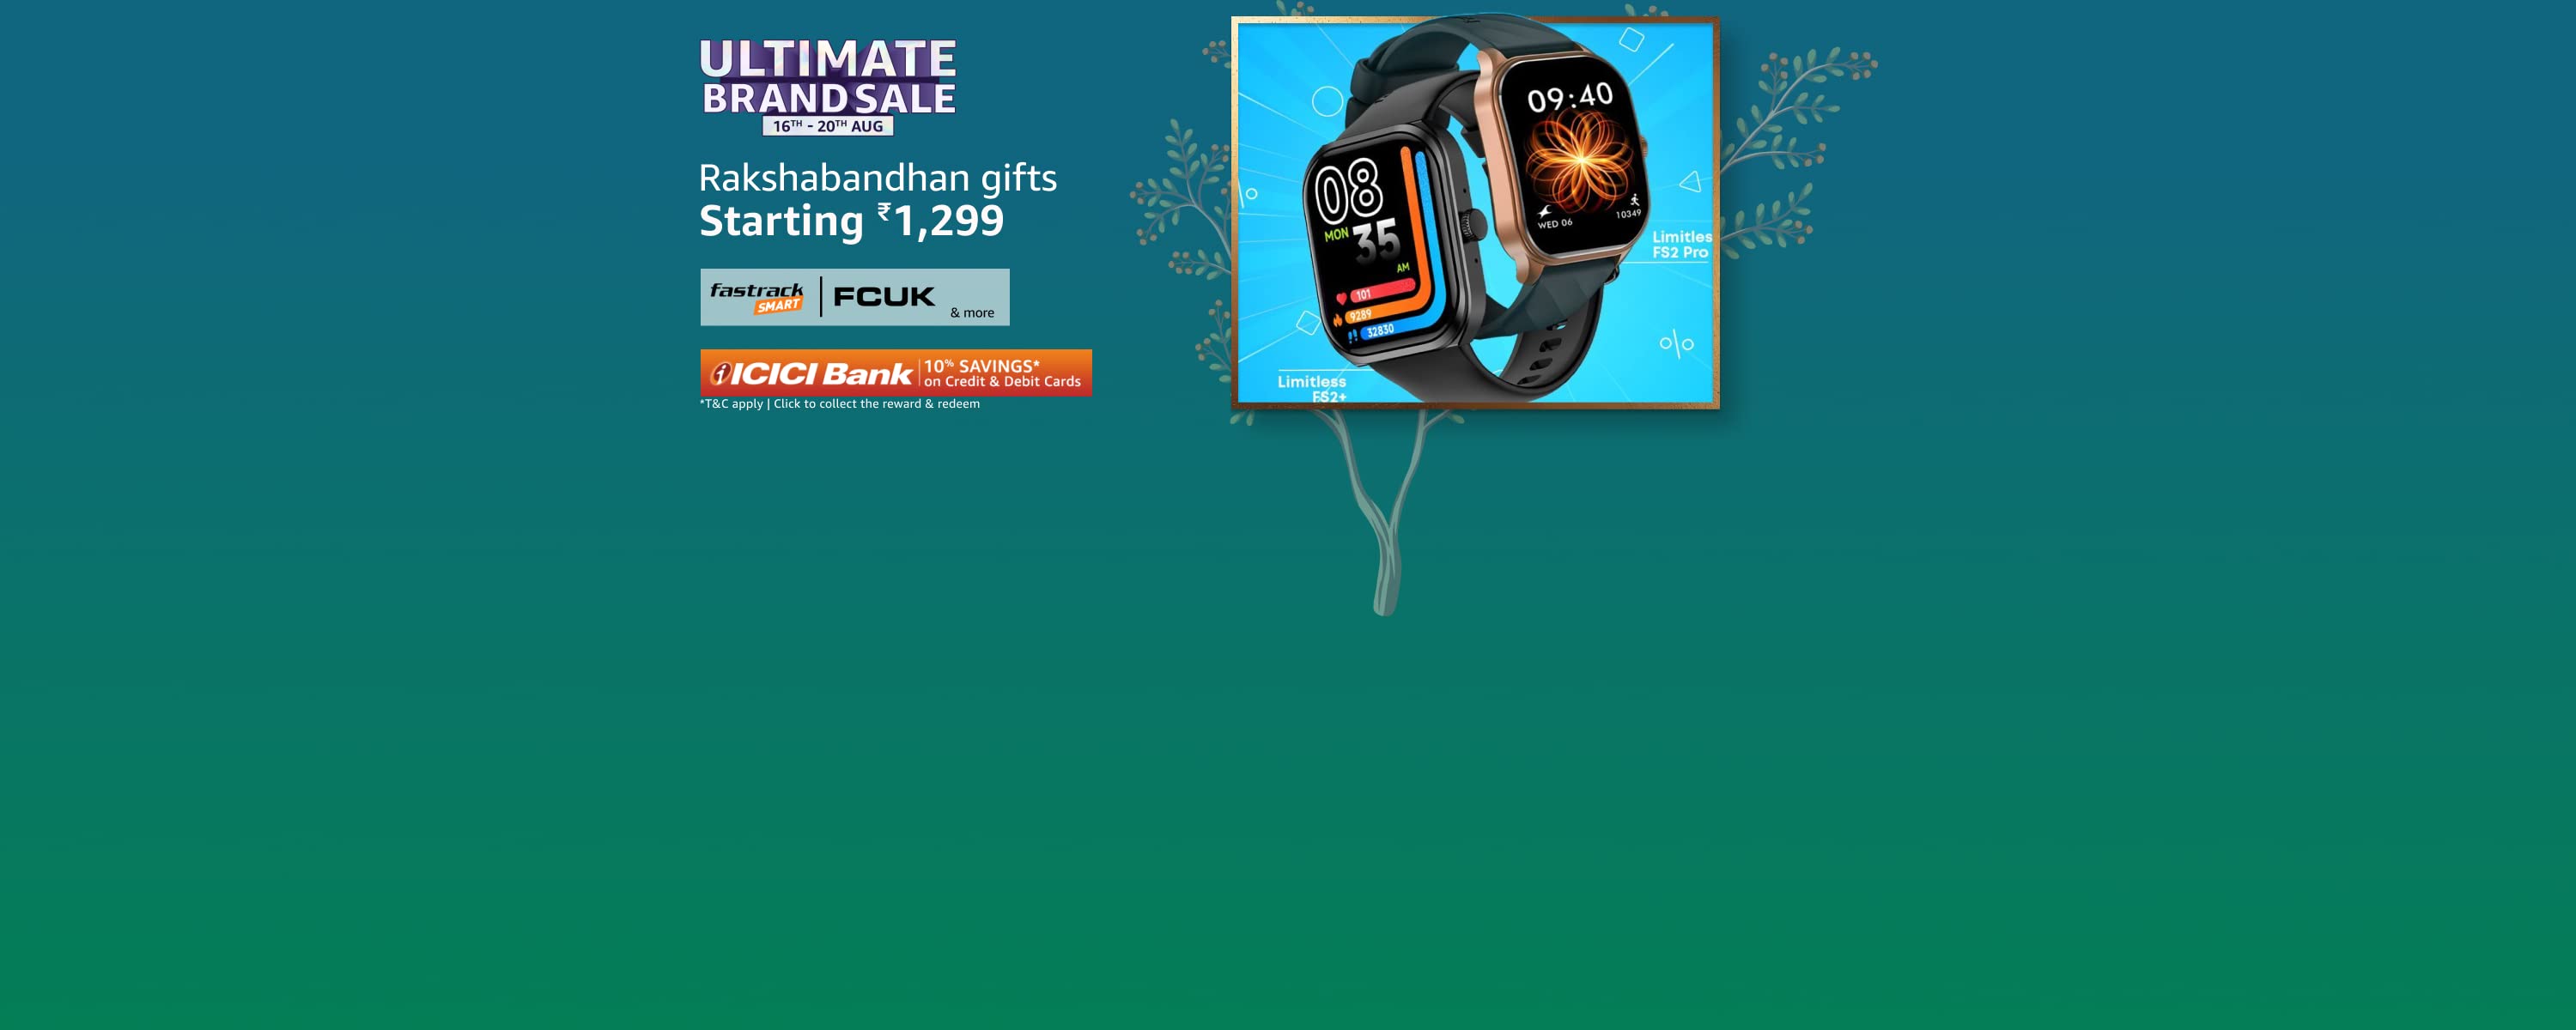 ULTIMATE
BRAND SALE
16TH - 20TH AUG
Rakshabandhan gifts
Starting ₹1,299
fastrack
SMART
FCUK
& more
ICICI Bank
10% SAVINGS*
on Credit & Debit Cards
*T&C apply | Click to collect the reward & redeem
09:40
WED 06
10349
08
MON
35
AM
101
9289
32830
Limitles
FS2 Pro
Limitless
FS2+